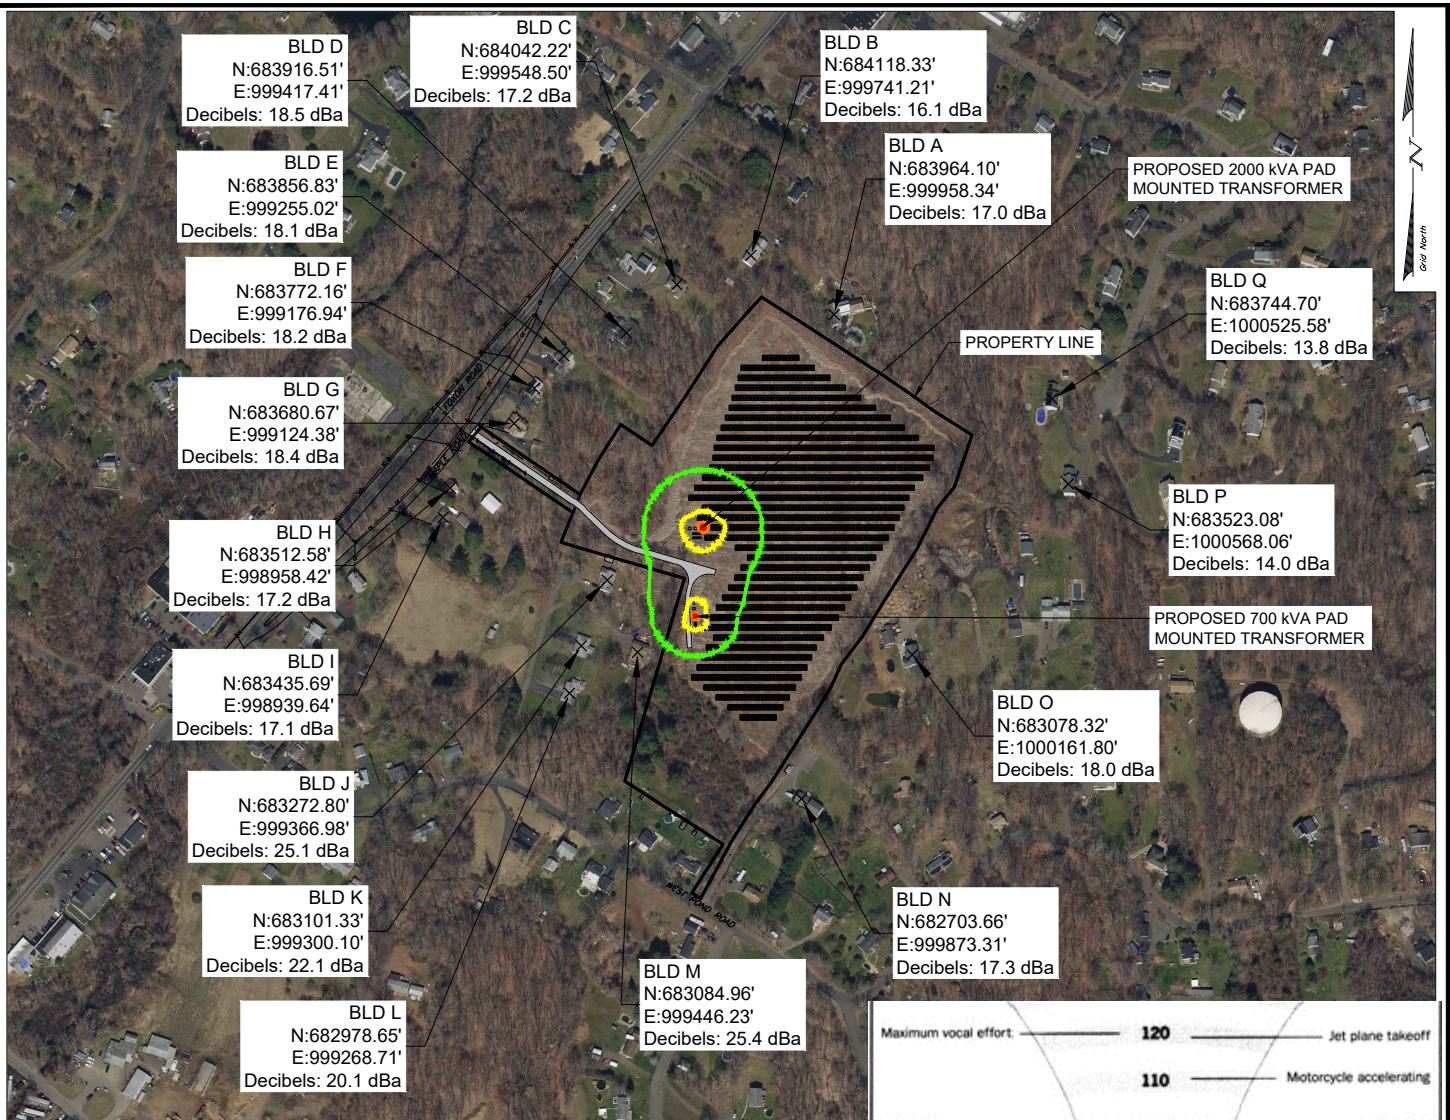 BLD C
N:684042.22'
E:999548.50'
Decibels: 17.2 dBa
BLD B
N:684118.33'
E:999741.21'
Decibels: 16.1 dBa
BLD D
N:683916.51'
E:999417.41'
Decibels: 18.5 dBa
BLD A
N:683964.10'
E:999958.34'
Decibels: 17.0 dBa
PROPOSED 2000 kVA PAD
MOUNTED TRANSFORMER
N
Grid North
BLD E
N:683856.83'
E:999255.02'
Decibels: 18.1 dBa
BLD F
N:683772.16'
E:999176.94'
Decibels: 18.2 dBa
BLD Q
N:683744.70'
E:1000525.58'
Decibels: 13.8 dBa
PROPERTY LINE
FOXON ROAD
BLD G
N:683680.67'
E:999124.38'
Decibels: 18.4 dBa
ROAD
BLD P
N:683523.08'
E:1000568.06'
Decibels: 14.0 dBa
BLD H
N:683512.58'
E:998958.42'
Decibels: 17.2 dBa
PROPOSED 700 kVA PAD
MOUNTED TRANSFORMER
BLD I
N:683435.69'
E:998939.64'
Decibels: 17.1 dBa
BLD O
N:683078.32'
E:1000161.80'
Decibels: 18.0 dBa
BLD J
N:683272.80'
E:999366.98'
Decibels: 25.1 dBa
BLD K
N:683101.33'
E:999300.10'
Decibels: 22.1 dBa
WEST POND ROAD
BLD N
N:682703.66'
E:999873.31'
Decibels: 17.3 dBa
BLD M
N:683084.96'
E:999446.23'
Decibels: 25.4 dBa
BLD L
N:682978.65'
E:999268.71'
Decibels: 20.1 dBa
Maximum vocal effort 120 Jet plane takeoff
110 Motorcycle accelerating